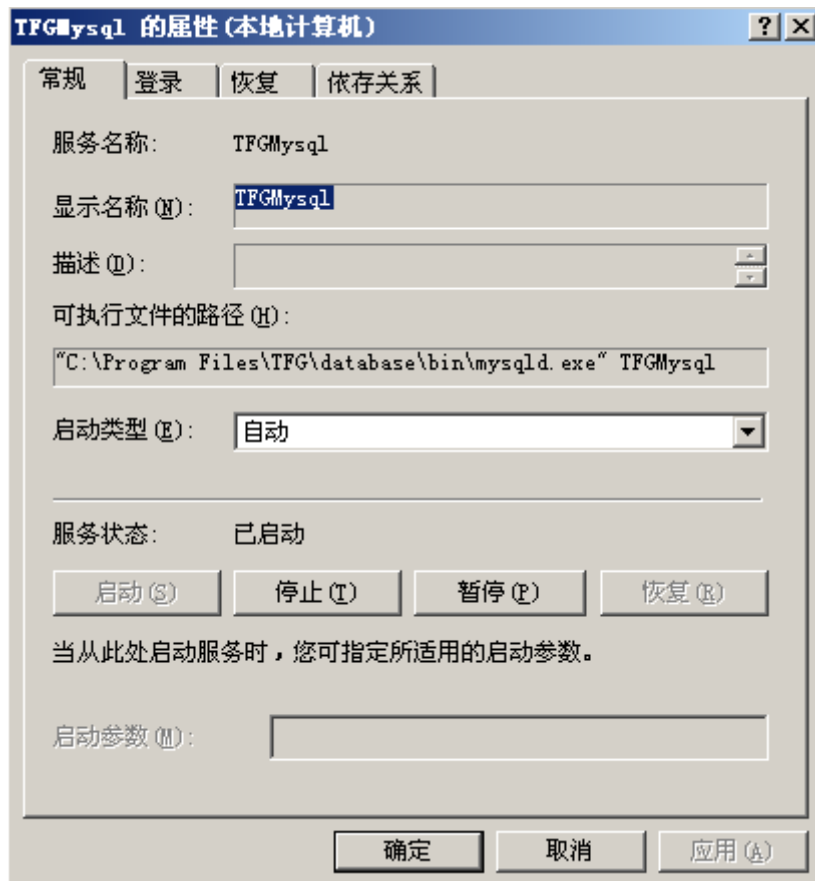 TFGMysql 的属性(本地计算机)
常规 登录 恢复 依存关系
服务名称: TFGMysql
显示名称(N): TFGMysql
描述(D):
可执行文件的路径(H):
"C:\Program Files\TFG\database\bin\mysqld.exe" TFGMysql
启动类型(E): 自动
服务状态: 已启动
启动(S) 停止(T) 暂停(P) 恢复(R)
当从此处启动服务时，您可指定所适用的启动参数。
启动参数(M):
确定 取消 应用(A)